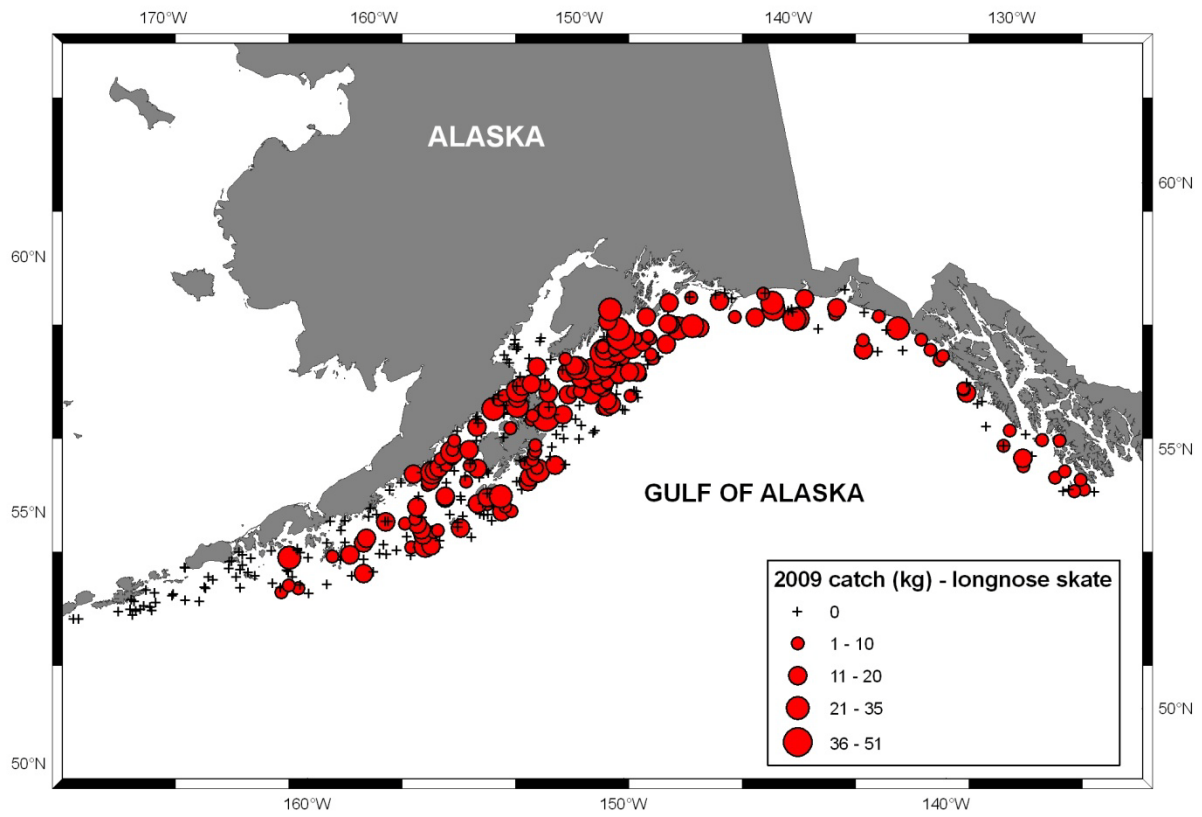 170°W 160°W 150°W 140°W 130°W
ALASKA
60°N
60°N
55°N
GULF OF ALASKA
55°N
2009 catch (kg) - longnose skate
0
1 - 10
11 - 20
21 - 35
36 - 51
50°N
50°N
160°W 150°W 140°W